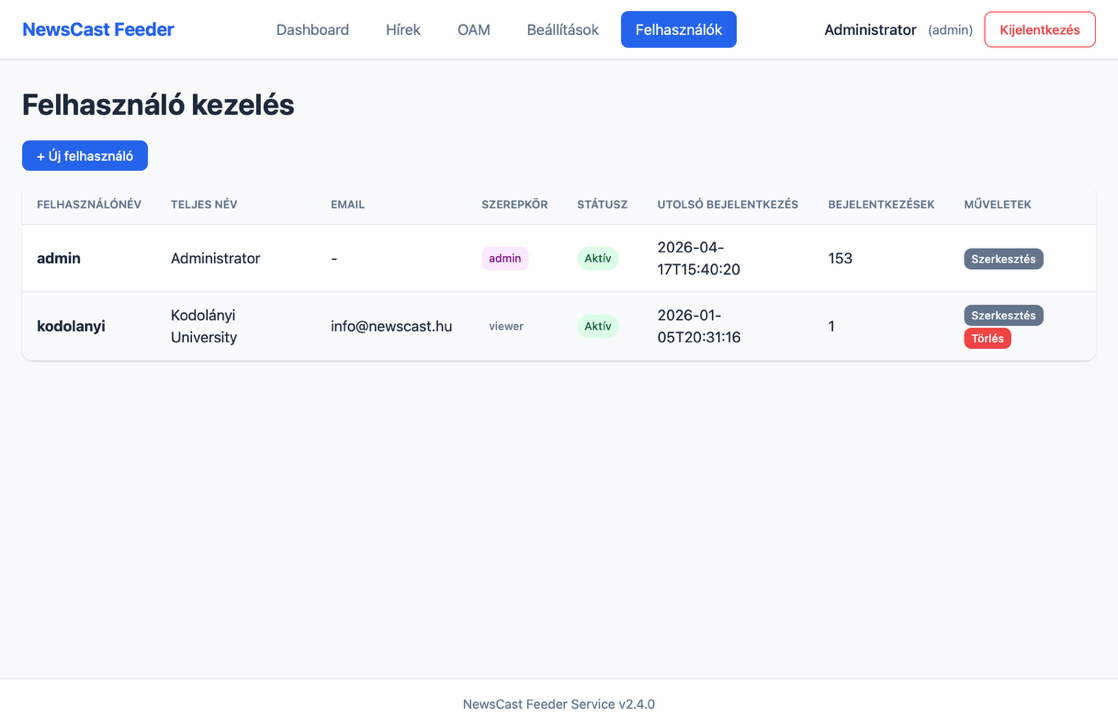 NewsCast Feeder Dashboard Hírek OAM Beállítások Felhasználók Administrator (admin) Kijelentkezés
Felhasználó kezelés
+ Új felhasználó
FELHASZNÁLÓNÉV TELJES NÉV EMAIL SZEREPKÖR STÁTUSZ UTOLSÓ BEJELENTKEZÉS BEJELENTKEZÉSEK MŰVELETEK
admin Administrator - admin Aktív 2026-04-
17T15:40:20 153 Szerkesztés
kodolanyi Kodolányi
University info@newscast.hu viewer Aktív 2026-01-
05T20:31:16 1 Szerkesztés
Törlés
NewsCast Feeder Service v2.4.0